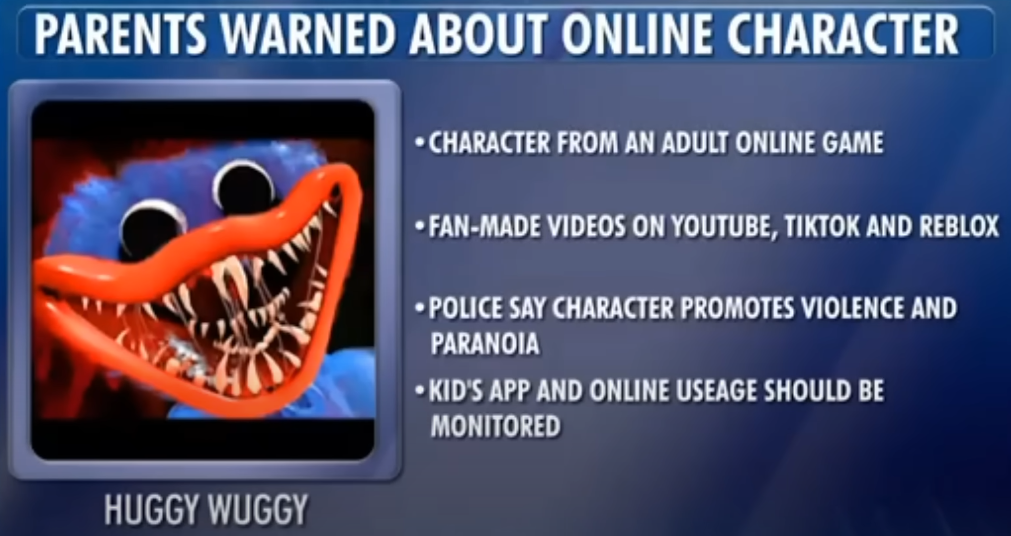 PARENTS WARNED ABOUT ONLINE CHARACTER
• CHARACTER FROM AN ADULT ONLINE GAME
• FAN-MADE VIDEOS ON YOUTUBE, TIKTOK AND REBLOX
• POLICE SAY CHARACTER PROMOTES VIOLENCE AND
PARANOIA
• KID'S APP AND ONLINE USEAGE SHOULD BE
MONITORED
HUGGY WUGGY